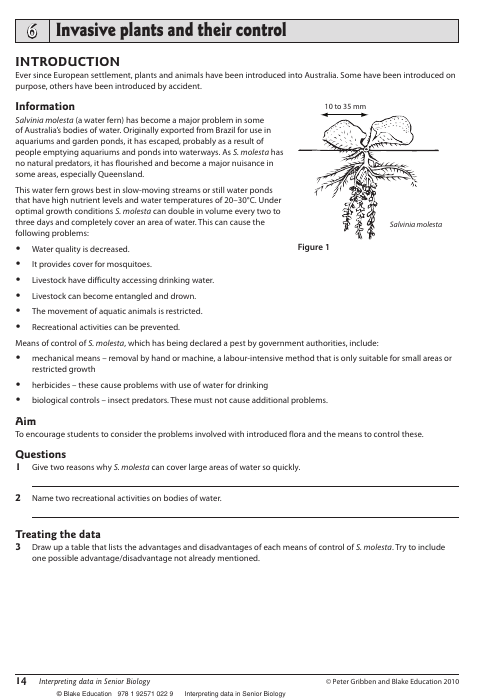 6 Invasive plants and their control
INTRODUCTION
Ever since European settlement, plants and animals have been introduced into Australia. Some have been introduced on
purpose, others have been introduced by accident.
Information
Salvinia molesta (a water fern) has become a major problem in some
of Australia's bodies of water. Originally exported from Brazil for use in
aquariums and garden ponds, it has escaped, probably as a result of
people emptying aquariums and ponds into waterways. As S. molesta has
no natural predators, it has flourished and become a major nuisance in
some areas, especially Queensland.
This water fern grows best in slow-moving streams or still water ponds
that have high nutrient levels and water temperatures of 20–30°C. Under
optimal growth conditions S. molesta can double in volume every two to
three days and completely cover an area of water. This can cause the
following problems:
10 to 35 mm
Salvinia molesta
Figure 1
• Water quality is decreased.
• It provides cover for mosquitoes.
• Livestock have difficulty accessing drinking water.
• Livestock can become entangled and drown.
• The movement of aquatic animals is restricted.
• Recreational activities can be prevented.
Means of control of S. molesta, which has being declared a pest by government authorities, include:
• mechanical means – removal by hand or machine, a labour-intensive method that is only suitable for small areas or
restricted growth
• herbicides – these cause problems with use of water for drinking
• biological controls – insect predators. These must not cause additional problems.
Aim
To encourage students to consider the problems involved with introduced flora and the means to control these.
Questions
1 Give two reasons why S. molesta can cover large areas of water so quickly.
2 Name two recreational activities on bodies of water.
Treating the data
3 Draw up a table that lists the advantages and disadvantages of each means of control of S. molesta. Try to include
one possible advantage/disadvantage not already mentioned.
14 Interpreting data in Senior Biology © Peter Gribben and Blake Education 2010
© Blake Education 978 1 92571 022 9 Interpreting data in Senior Biology